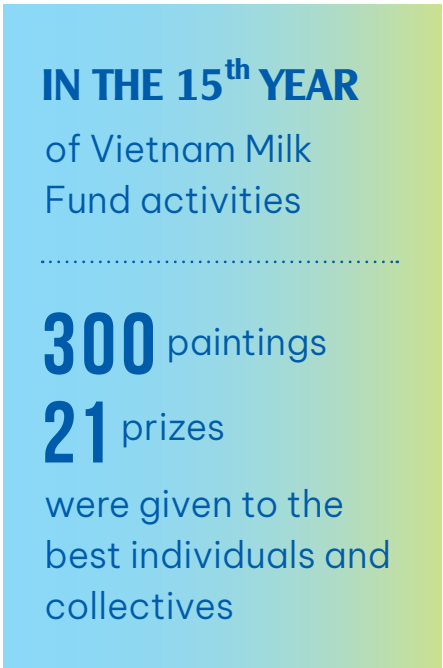 IN THE 15th YEAR
of Vietnam Milk
Fund activities
300 paintings
21 prizes
were given to the
best individuals and
collectives